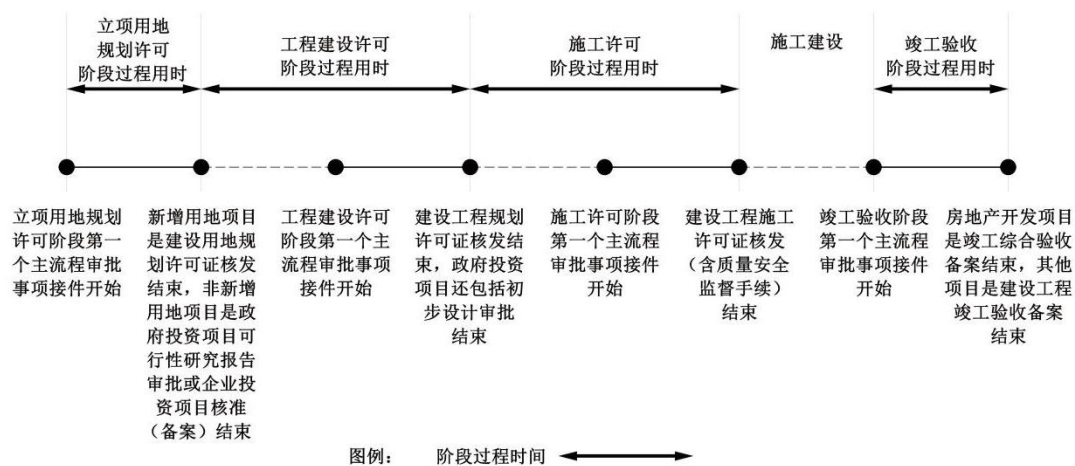 立项用地
规划许可
阶段过程用时
工程建设许可
阶段过程用时
施工许可
阶段过程用时
施工建设
竣工验收
阶段过程用时
立项用地规划
许可阶段第一
个主流程审批
事项接件开始
新增用地项目
是建设用地规
划许可证核发
结束，非新增
用地项目是政
府投资项目可
行性研究报告
审批或企业投
资项目核准
（备案）结束
工程建设许可
阶段第一个主
流程审批事项
接件开始
建设工程规划
许可证核发结
束，政府投资
项目还包括初
步设计审批
结束
施工许可阶段
第一个主流程
审批事项接件
开始
建设工程施工
许可证核发
（含质量安全
监督手续）
结束
竣工验收阶段
第一个主流程
审批事项接件
开始
房地产开发项目
是竣工综合验收
备案结束，其他
项目是建设工程
竣工验收备案
结束
图例： 阶段过程时间